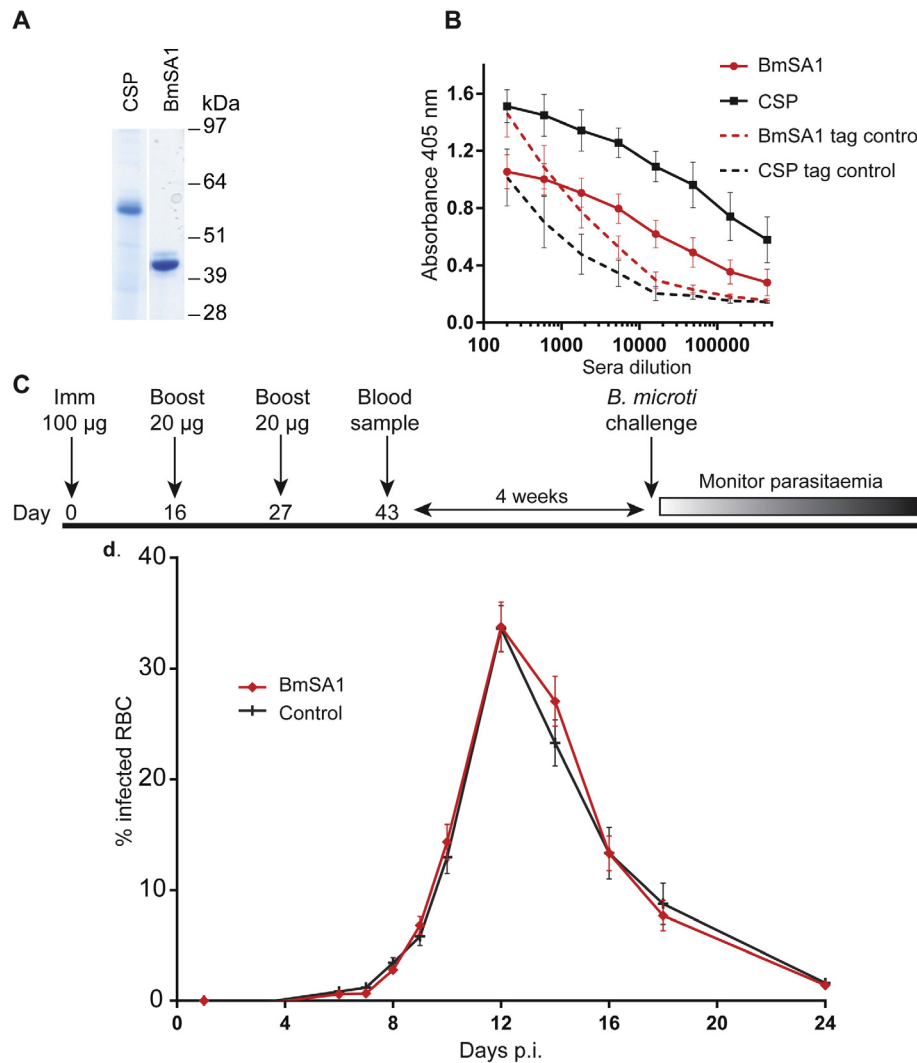 A
CSP
BmSA1
kDa
97
64
51
39
28
B
BmSA1
CSP
BmSA1 tag control
CSP tag control
Absorbance 405 nm
1.6
1.2
0.8
0.4
0.0
100
1000
10000
100000
Sera dilution
C
Imm
100 µg
Boost
20 µg
Boost
20 µg
Blood
sample
B. microti
challenge
4 weeks
Monitor parasitaemia
Day
0
16
27
43
d.
% infected RBC
40
30
20
10
0
BmSA1
Control
0
4
8
12
16
20
24
Days p.i.